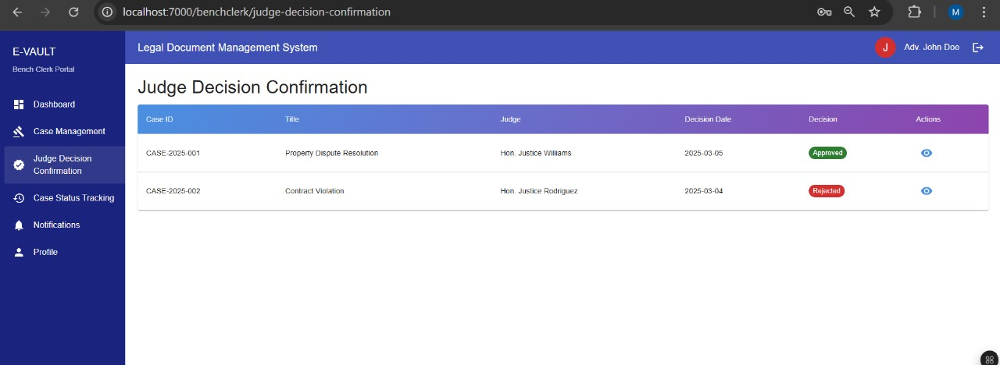 localhost:7000/benchclerk/judge-decision-confirmation
M
E-VAULT
Bench Clerk Portal
Dashboard
Case Management
Judge Decision
Confirmation
Case Status Tracking
Notifications
Profile
Legal Document Management System
J
Adv. John Doe
Judge Decision Confirmation
Case ID Title Judge Decision Date Decision Actions
CASE-2025-001 Property Dispute Resolution Hon. Justice Williams 2025-03-05 Approved
CASE-2025-002 Contract Violation Hon. Justice Rodriguez 2025-03-04 Rejected